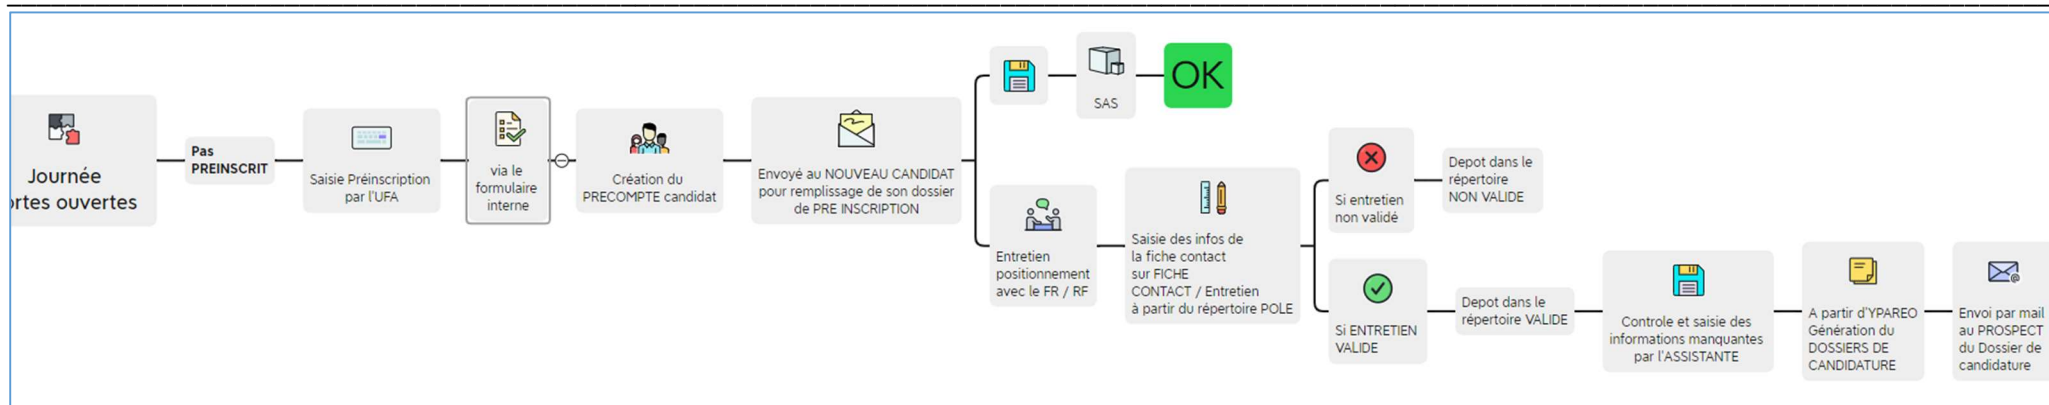 Journée
ortes ouvertes
Pas
PREINSCRIT
Saisie Préinscription
par l'UFA
via le
formulaire
interne
Création du
PRECOMPTE candidat
Envoyé au NOUVEAU CANDIDAT
pour remplissage de son dossier
de PRE INSCRIPTION
SAS
OK
Entretien
positionnement
avec le FR / RF
Saisie des infos de
la fiche contact
sur FICHE
CONTACT / Entretien
à partir du répertoire POLE
Si entretien
non validé
Depot dans le
répertoire
NON VALIDE
Si ENTRETIEN
VALIDE
Depot dans le
répertoire VALIDE
Controle et saisie des
informations manquantes
par l'ASSISTANTE
A partir d'YPAREO
Génération du
DOSSIERS DE
CANDIDATURE
Envoi par mail
au PROSPECT
du Dossier de
candidature